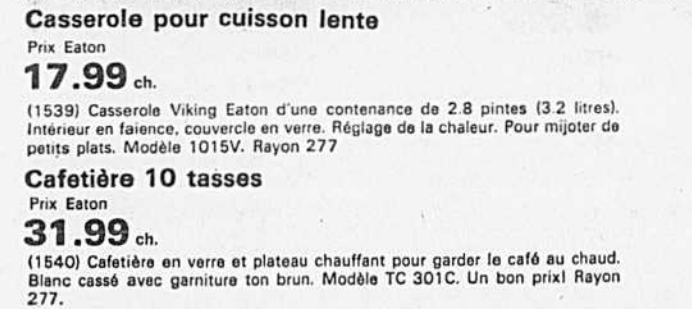 Casserole pour cuisson lente
Prix Eaton
17.99 ch.
(1539) Casserole Viking Eaton d'une contenance de 2.8 pintes (3.2 litres).
Intérieur en faience, couvercle en verre. Réglage de la chaleur. Pour mijoter de
petits plats. Modèle 1015V. Rayon 277
Cafetière 10 tasses
Prix Eaton
31.99 ch.
(1540) Cafetière en verre et plateau chauffant pour garder le café au chaud.
Blanc cassé avec garniture ton brun. Modèle TC 301C. Un bon prix! Rayon
277.